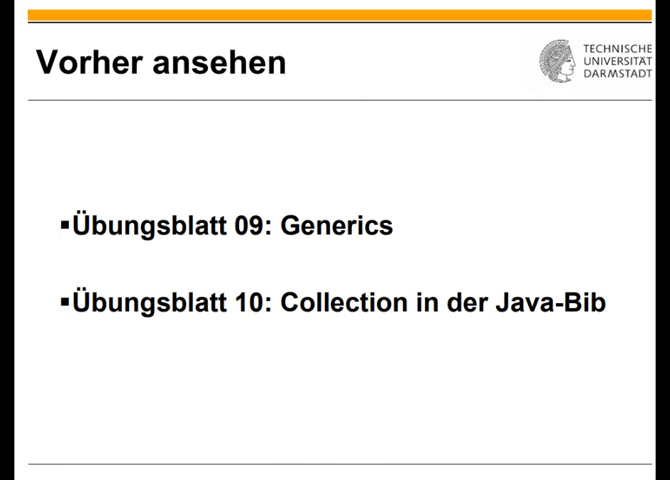 Vorher ansehen
TECHNISCHE
UNIVERSITÄT
DARMSTADT
▪Übungsblatt 09: Generics
▪Übungsblatt 10: Collection in der Java-Bib